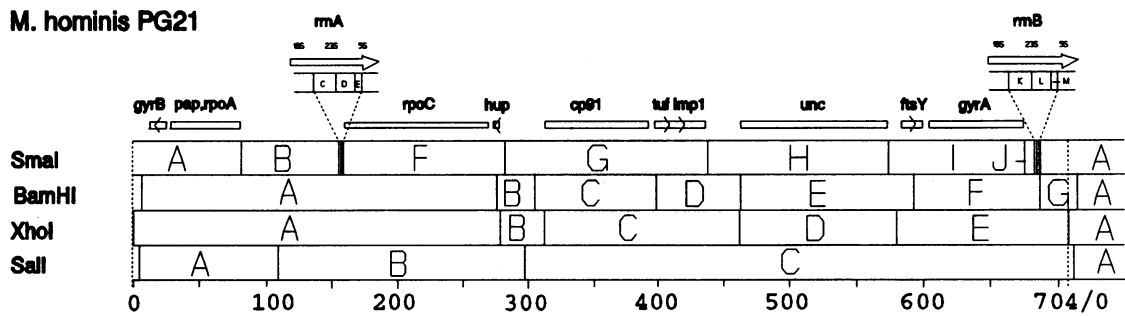 M. hominis PG21
rrnA rrnB
16S 23S 5S 16S 23S 5S
C D E K L M
gyrB pap,rpoA rpoC hup cp91 tuf lmp1 unc ftsY gyrA
SmaI A B F G H I J A
BamHI A B C D E F G A
XhoI A B C D E A
SalI A B C A
0 100 200 300 400 500 600 704/0